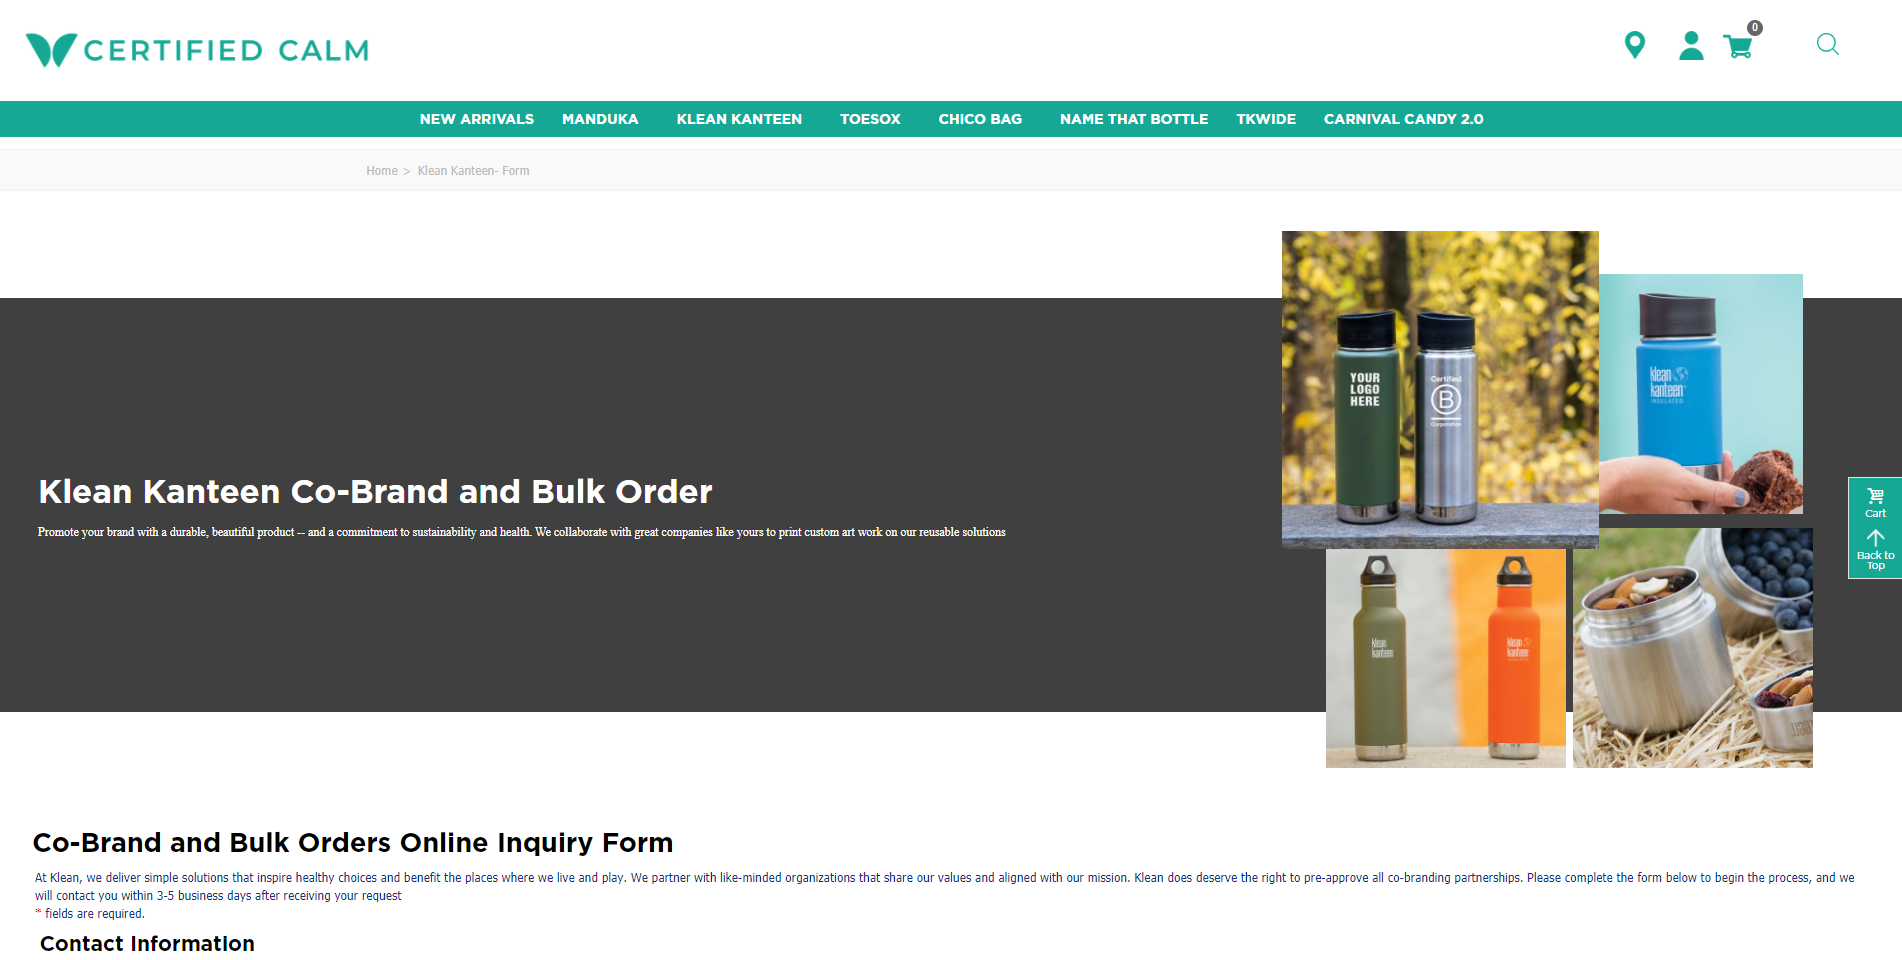 CERTIFIED CALM
0
NEW ARRIVALS MANDUKA KLEAN KANTEEN TOESOX CHICO BAG NAME THAT BOTTLE TKWIDE CARNIVAL CANDY 2.0
Home > Klean Kanteen- Form
YOUR
LOGO
HERE
Certified
B
Corporation
klean
kanteen
INSULATED
Klean Kanteen Co-Brand and Bulk Order
Promote your brand with a durable, beautiful product -- and a commitment to sustainability and health. We collaborate with great companies like yours to print custom art work on our reusable solutions
Cart
Back to
Top
klean
kanteen
klean
kanteen
Co-Brand and Bulk Orders Online Inquiry Form
At Klean, we deliver simple solutions that inspire healthy choices and benefit the places where we live and play. We partner with like-minded organizations that share our values and aligned with our mission. Klean does deserve the right to pre-approve all co-branding partnerships. Please complete the form below to begin the process, and we
will contact you within 3-5 business days after receiving your request
* fields are required.
Contact Information